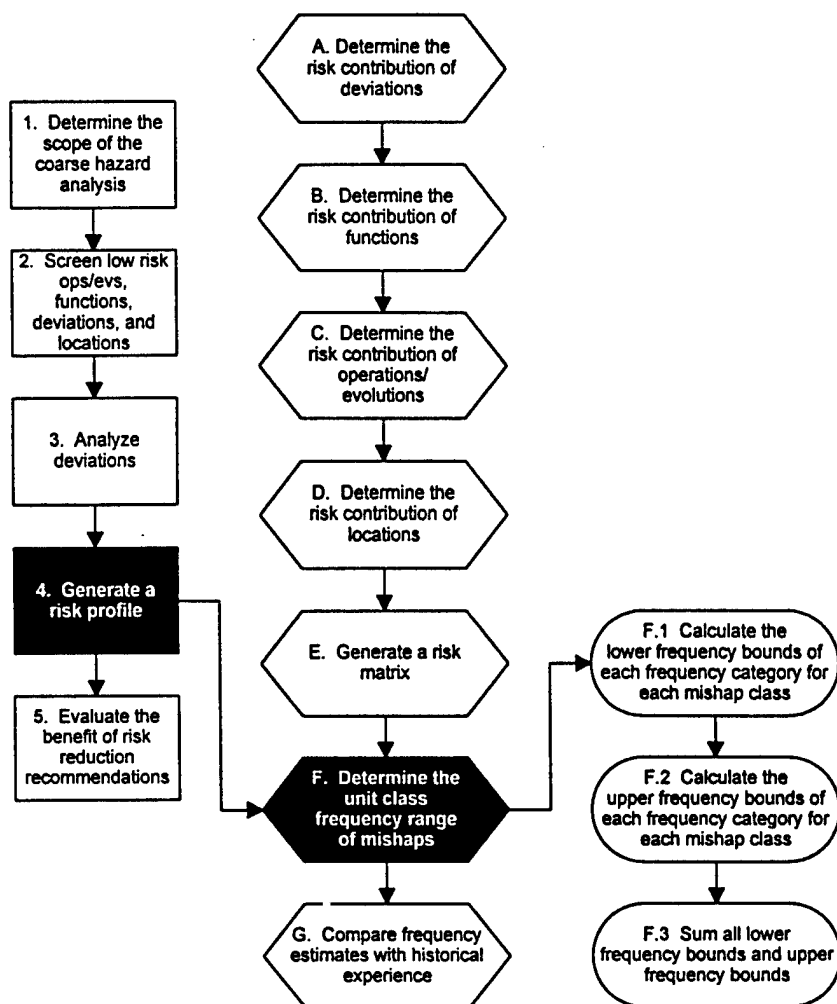 1. Determine the
scope of the
coarse hazard
analysis
2. Screen low risk
ops/evs,
functions,
deviations, and
locations
3. Analyze
deviations
4. Generate a
risk profile
5. Evaluate the
benefit of risk
reduction
recommendations
A. Determine the
risk contribution of
deviations
B. Determine the
risk contribution of
functions
C. Determine the
risk contribution of
operations/
evolutions
D. Determine the
risk contribution of
locations
E. Generate a risk
matrix
F. Determine the
unit class
frequency range
of mishaps
G. Compare frequency
estimates with historical
experience
F.1 Calculate the
lower frequency bounds of
each frequency category for
each mishap class
F.2 Calculate the
upper frequency bounds of
each frequency category for
each mishap class
F.3 Sum all lower
frequency bounds and upper
frequency bounds